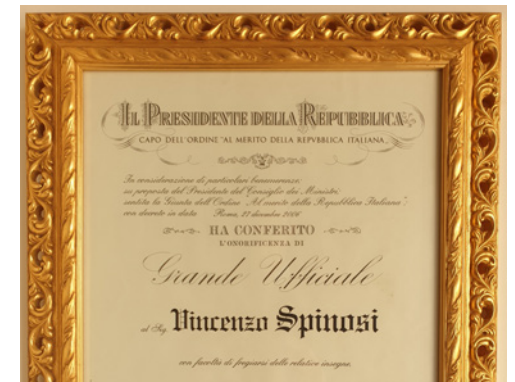 IL PRESIDENTE DELLA REPUBBLICA
CAPO DELL'ORDINE "AL MERITO DELLA REPVBBLICA ITALIANA"
In considerazione di particolari benemerenze;
su proposta del Presidente del Consiglio dei Ministri;
sentita la Giunta dell'Ordine "Al merito della Repubblica Italiana";
con decreto in data Roma, 27 dicembre 2006
HA CONFERITO
L'ONORIFICENZA DI
Grande Ufficiale
al Sig. Vincenzo Spinosi
con facoltà di fregiarsi delle relative insegne.